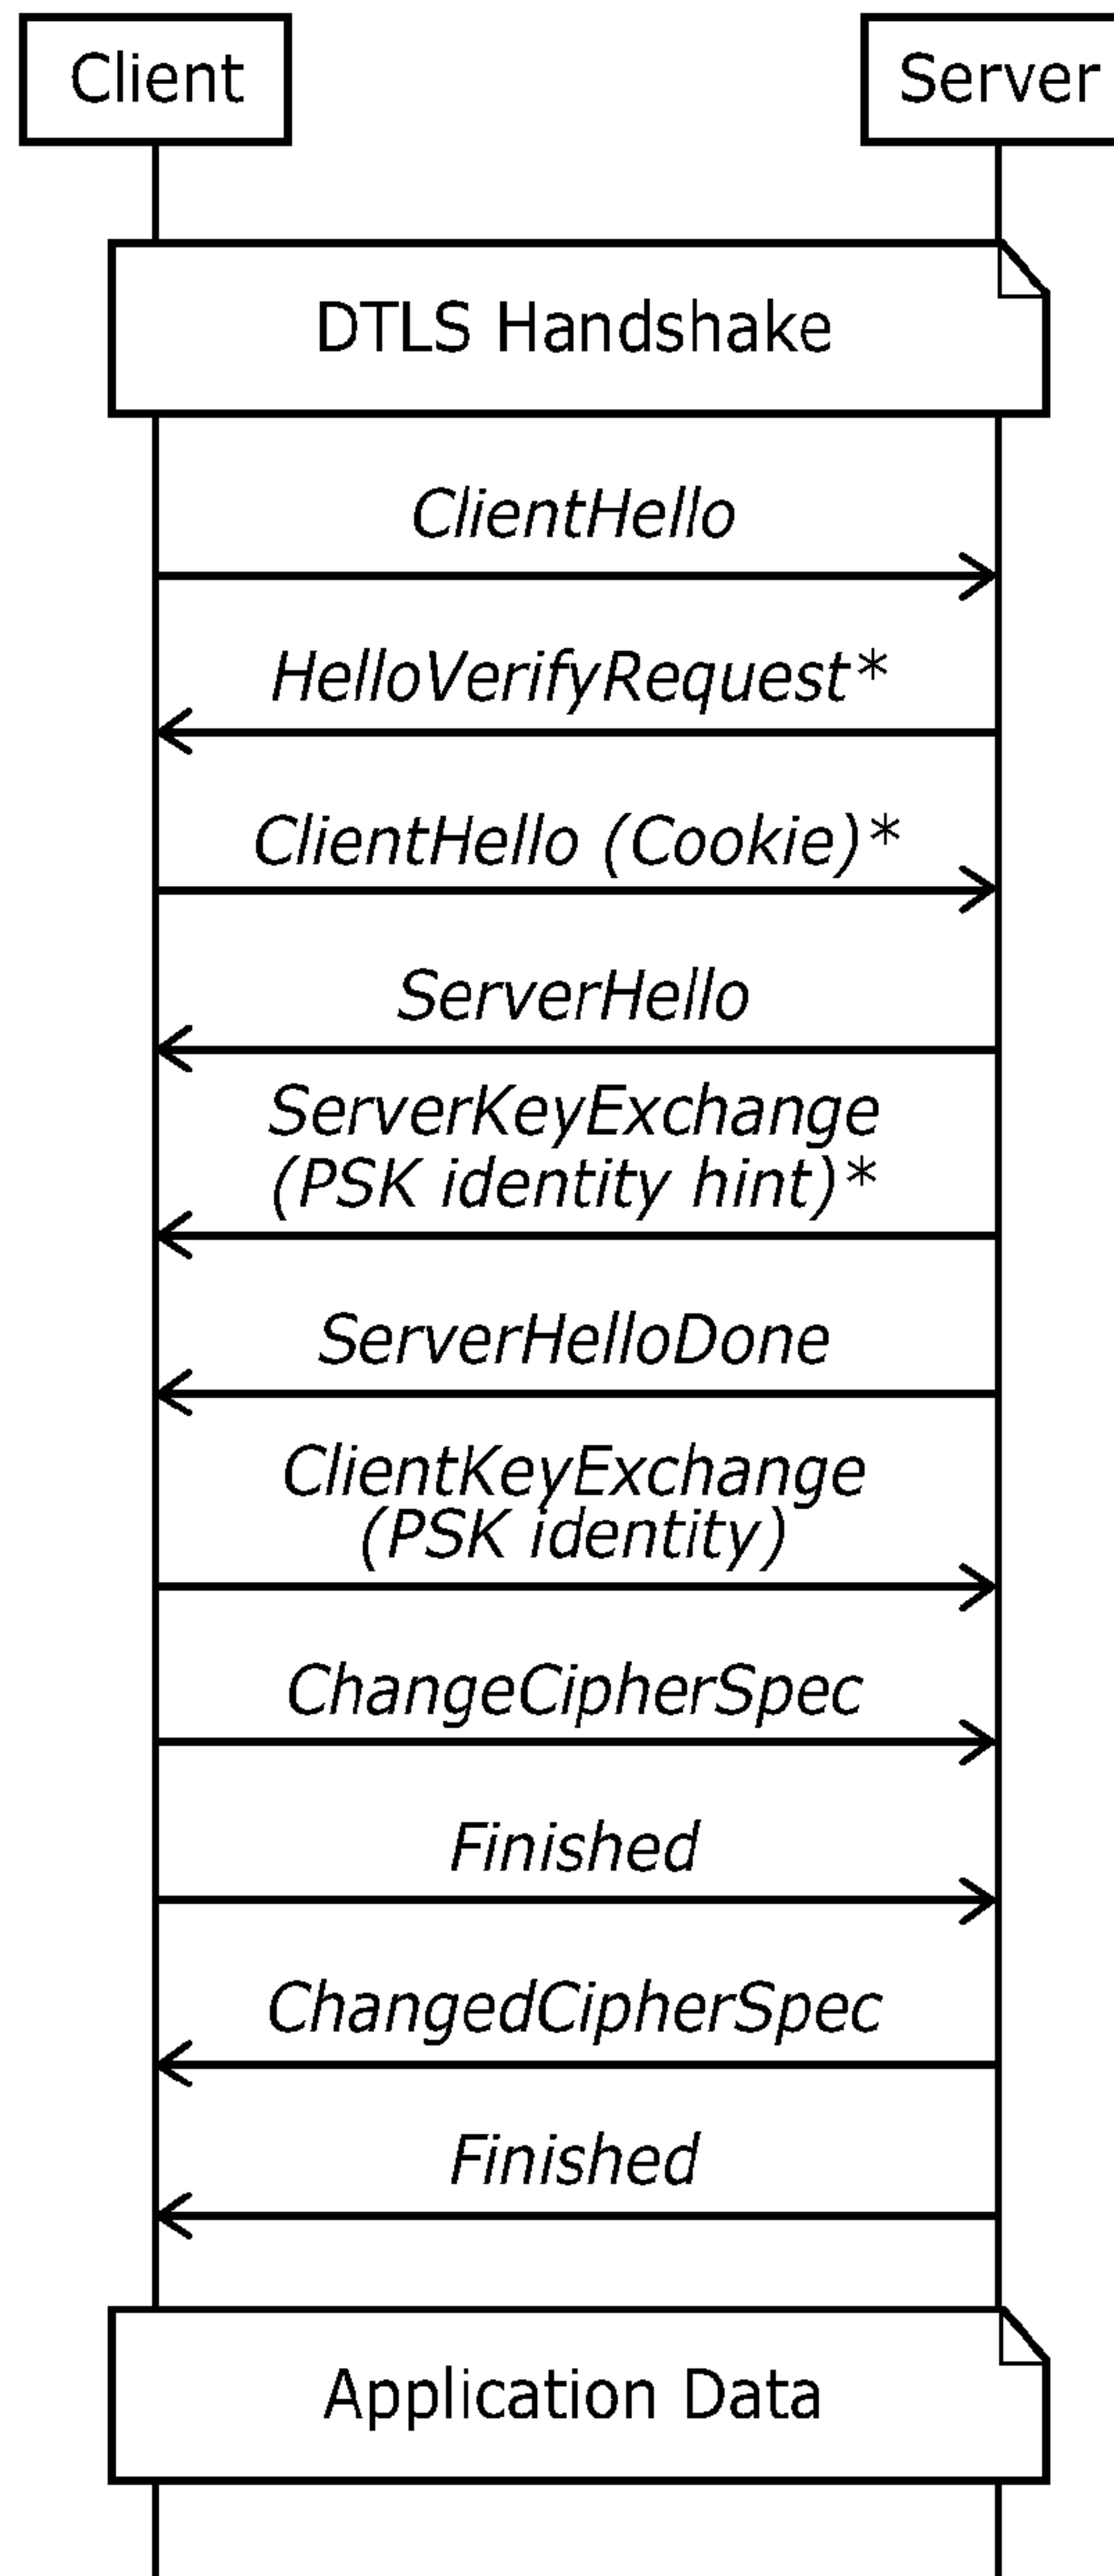 Client
Server
DTLS Handshake
ClientHello
HelloVerifyRequest*
ClientHello (Cookie)*
ServerHello
ServerKeyExchange
(PSK identity hint)*
ServerHelloDone
ClientKeyExchange
(PSK identity)
ChangeCipherSpec
Finished
ChangedCipherSpec
Finished
Application Data